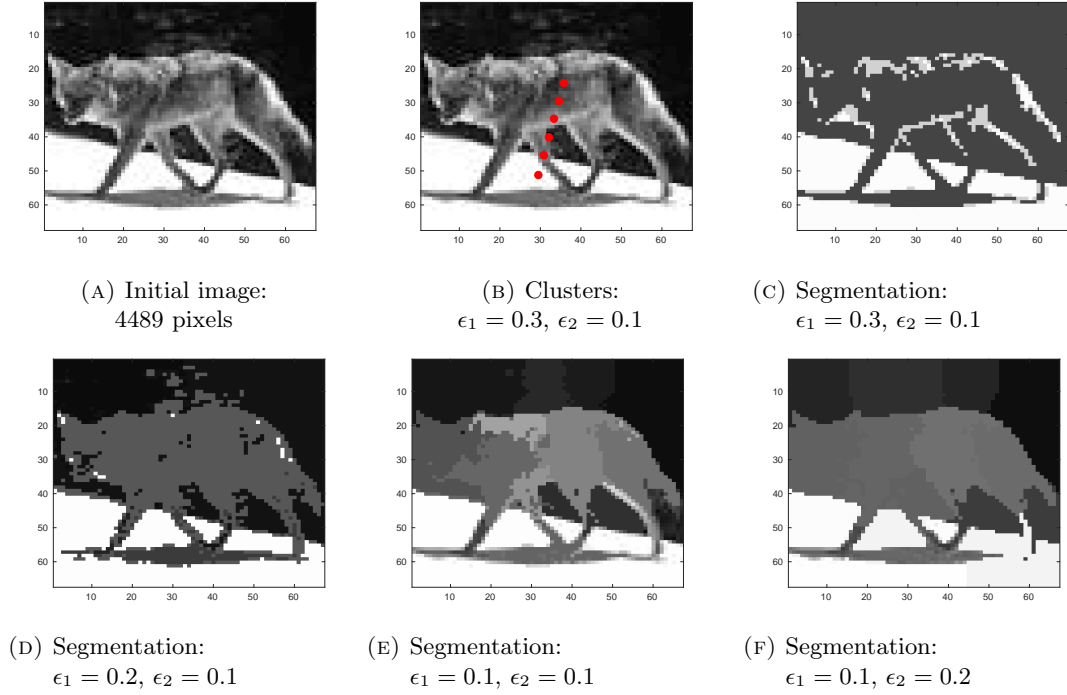 10
20
30
40
50
60
10 20 30 40 50 60
10
20
30
40
50
60
10 20 30 40 50 60
10
20
30
40
50
60
10 20 30 40 50 60
(A) Initial image:
4489 pixels
(B) Clusters:
ϵ₁ = 0.3, ϵ₂ = 0.1
(C) Segmentation:
ϵ₁ = 0.3, ϵ₂ = 0.1
10
20
30
40
50
60
10 20 30 40 50 60
10
20
30
40
50
60
10 20 30 40 50 60
10
20
30
40
50
60
10 20 30 40 50 60
(D) Segmentation:
ϵ₁ = 0.2, ϵ₂ = 0.1
(E) Segmentation:
ϵ₁ = 0.1, ϵ₂ = 0.1
(F) Segmentation:
ϵ₁ = 0.1, ϵ₂ = 0.2